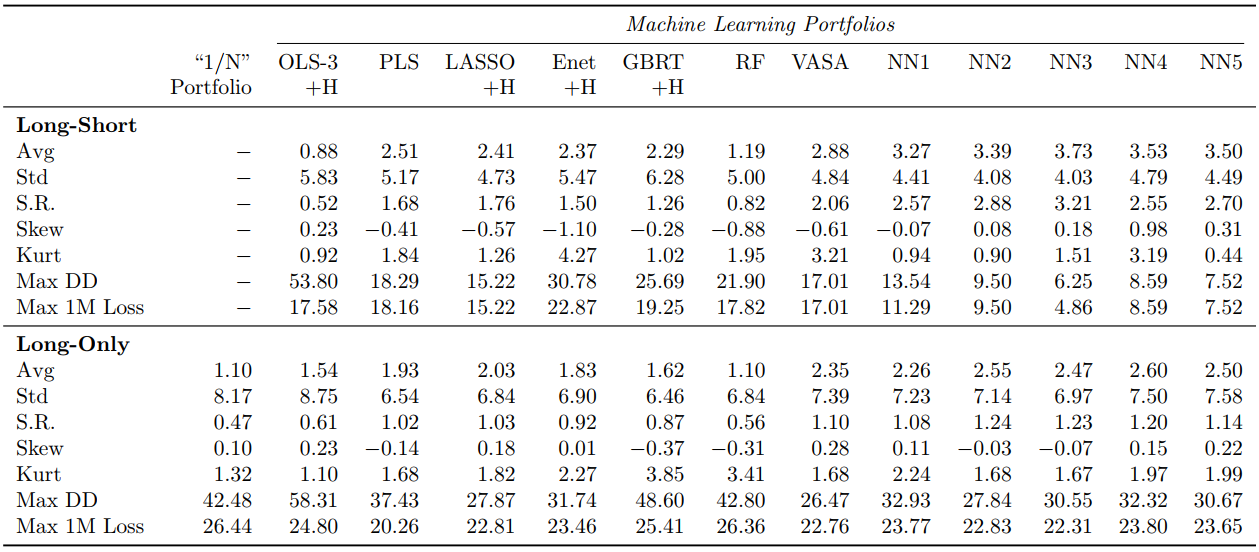 Machine Learning Portfolios
“1/N” OLS-3 PLS LASSO Enet GBRT RF VASA NN1 NN2 NN3 NN4 NN5
Portfolio +H +H +H +H
Long-Short
Avg − 0.88 2.51 2.41 2.37 2.29 1.19 2.88 3.27 3.39 3.73 3.53 3.50
Std − 5.83 5.17 4.73 5.47 6.28 5.00 4.84 4.41 4.08 4.03 4.79 4.49
S.R. − 0.52 1.68 1.76 1.50 1.26 0.82 2.06 2.57 2.88 3.21 2.55 2.70
Skew − 0.23 −0.41 −0.57 −1.10 −0.28 −0.88 −0.61 −0.07 0.08 0.18 0.98 0.31
Kurt − 0.92 1.84 1.26 4.27 1.02 1.95 3.21 0.94 0.90 1.51 3.19 0.44
Max DD − 53.80 18.29 15.22 30.78 25.69 21.90 17.01 13.54 9.50 6.25 8.59 7.52
Max 1M Loss − 17.58 18.16 15.22 22.87 19.25 17.82 17.01 11.29 9.50 4.86 8.59 7.52
Long-Only
Avg 1.10 1.54 1.93 2.03 1.83 1.62 1.10 2.35 2.26 2.55 2.47 2.60 2.50
Std 8.17 8.75 6.54 6.84 6.90 6.46 6.84 7.39 7.23 7.14 6.97 7.50 7.58
S.R. 0.47 0.61 1.02 1.03 0.92 0.87 0.56 1.10 1.08 1.24 1.23 1.20 1.14
Skew 0.10 0.23 −0.14 0.18 0.01 −0.37 −0.31 0.28 0.11 −0.03 −0.07 0.15 0.22
Kurt 1.32 1.10 1.68 1.82 2.27 3.85 3.41 1.68 2.24 1.68 1.67 1.97 1.99
Max DD 42.48 58.31 37.43 27.87 31.74 48.60 42.80 26.47 32.93 27.84 30.55 32.32 30.67
Max 1M Loss 26.44 24.80 20.26 22.81 23.46 25.41 26.36 22.76 23.77 22.83 22.31 23.80 23.65